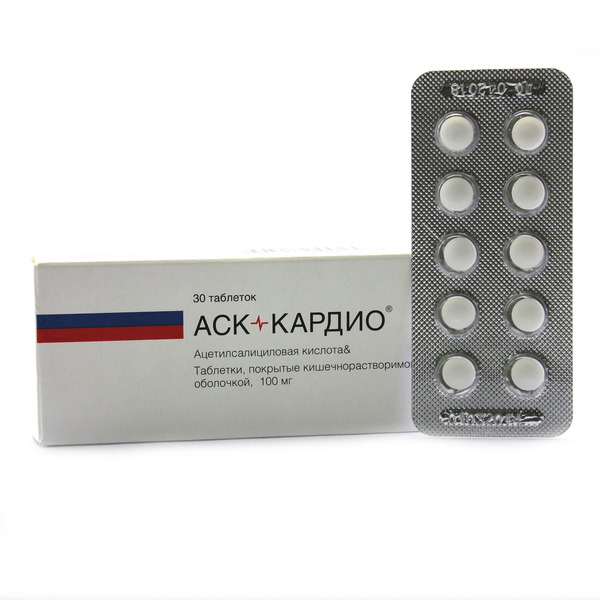 30 таблеток
АСК-КАРДИО®
Ацетилсалициловая кислота&
Таблетки, покрытые кишечнорастворимо
оболочкой, 100 мг